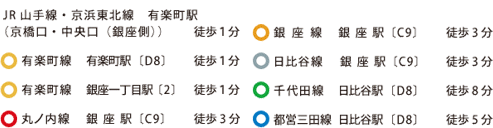 JR山手線・京浜東北線 有楽町駅
（京橋口・中央口（銀座側）） 徒歩1分
有楽町線 有楽町駅〔D8〕 徒歩1分
有楽町線 銀座一丁目駅〔2〕 徒歩1分
丸ノ内線 銀座駅〔C9〕 徒歩3分
銀座線 銀座駅〔C9〕 徒歩3分
日比谷線 銀座駅〔C9〕 徒歩3分
千代田線 日比谷駅〔D8〕 徒歩8分
都営三田線 日比谷駅〔D8〕 徒歩5分